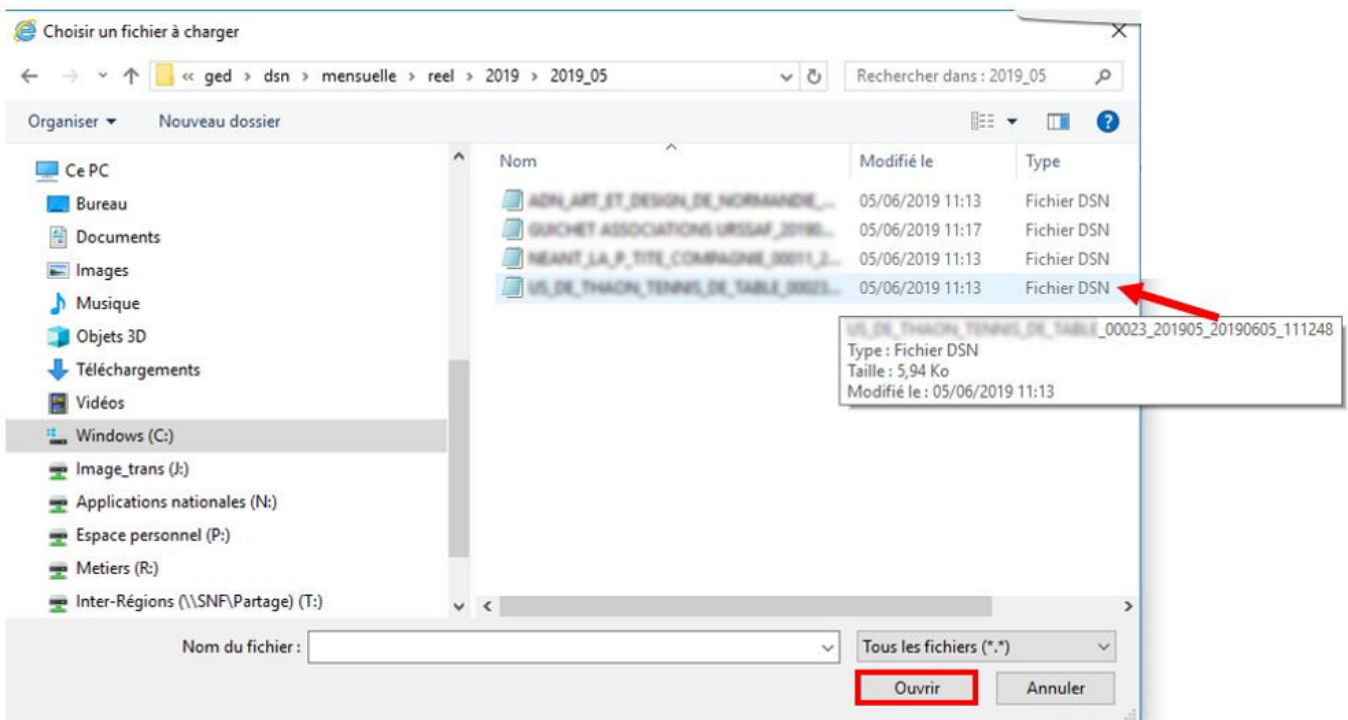 Choisir un fichier à charger
« ged › dsn › mensuelle › reel › 2019 › 2019_05
Rechercher dans : 2019_05
Organiser
Nouveau dossier
Ce PC
Bureau
Documents
Images
Musique
Objets 3D
Téléchargements
Vidéos
Windows (C:)
Image_trans (J:)
Applications nationales (N:)
Espace personnel (P:)
Metiers (R:)
Inter-Régions (\\SNF\Partage) (T:)
Nom Modifié le Type
05/06/2019 11:13 Fichier DSN
05/06/2019 11:17 Fichier DSN
05/06/2019 11:13 Fichier DSN
05/06/2019 11:13 Fichier DSN
_00023_201905_20190605_111248
Type : Fichier DSN
Taille : 5,94 Ko
Modifié le : 05/06/2019 11:13
Nom du fichier :
Tous les fichiers (*.*)
Ouvrir
Annuler